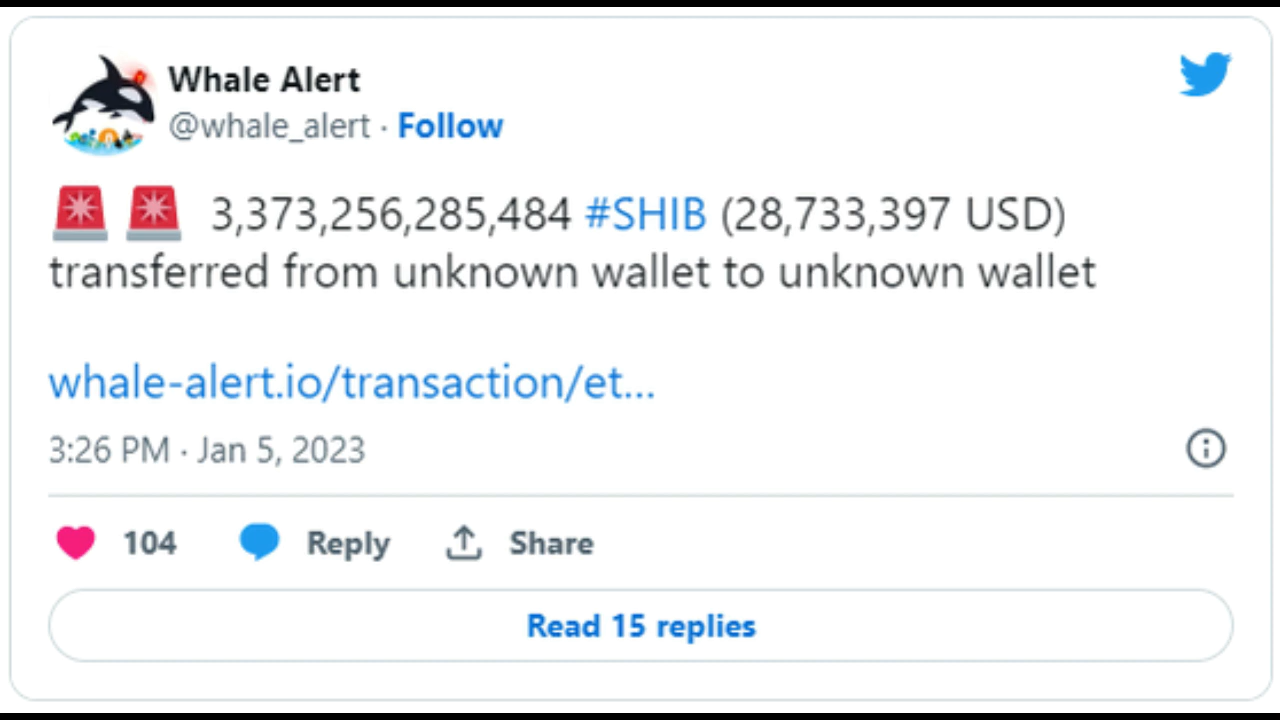 Whale Alert
@whale_alert · Follow
🚨 🚨 3,373,256,285,484 #SHIB (28,733,397 USD)
transferred from unknown wallet to unknown wallet
whale-alert.io/transaction/et...
3:26 PM · Jan 5, 2023
104 Reply Share
Read 15 replies